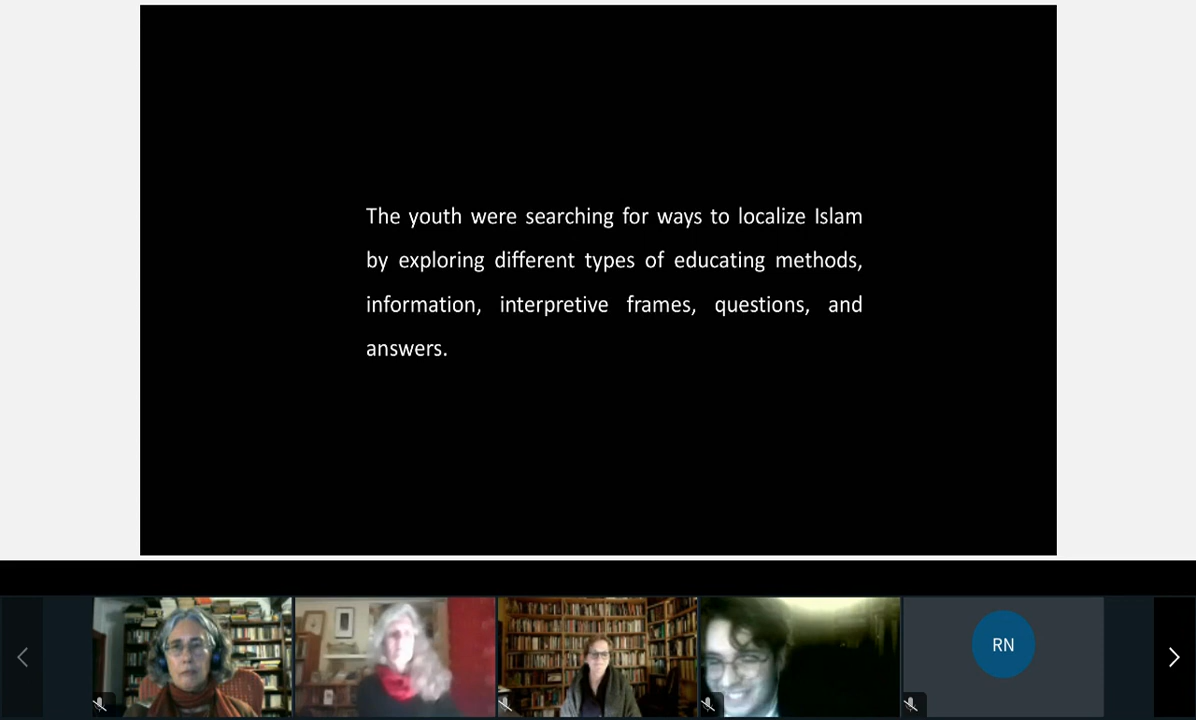 The youth were searching for ways to localize Islam
by exploring different types of educating methods,
information, interpretive frames, questions, and
answers.
RN